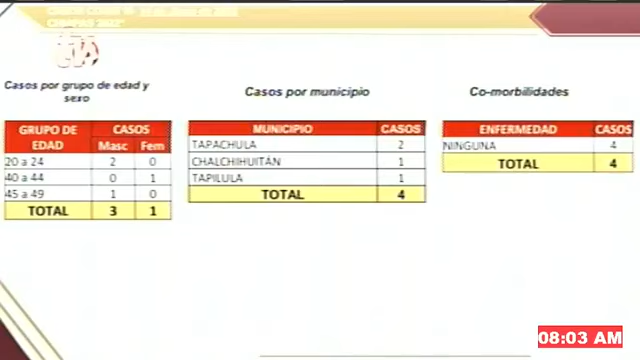 Casos por grupo de edad y
sexo
GRUPO DE EDAD CASOS
Masc Fem
20 a 24 2 0
40 a 44 0 1
45 a 49 1 0
TOTAL 3 1
Casos por municipio
MUNICIPIO CASOS
TAPACHULA 2
CHALCHIHUITÁN 1
TAPILULA 1
TOTAL 4
Co-morbilidades
ENFERMEDAD CASOS
NINGUNA 4
TOTAL 4
08:03 AM